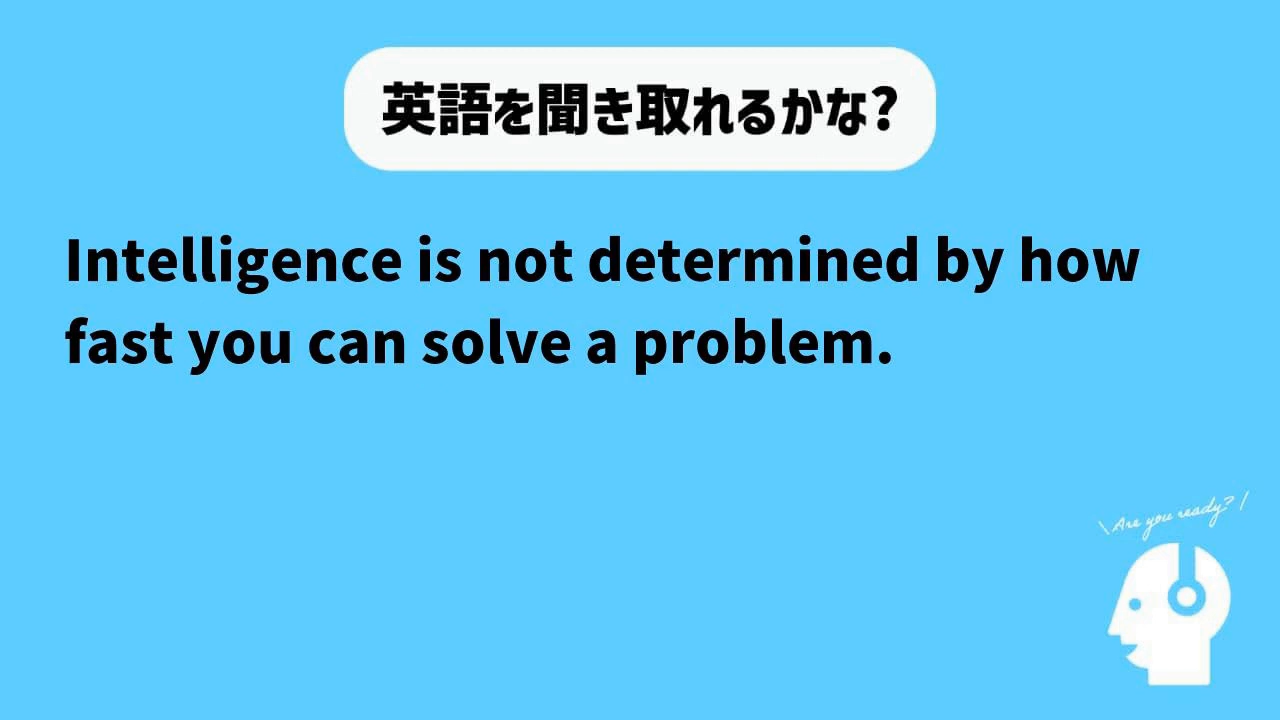 英語を聞き取れるかな?
Intelligence is not determined by how
fast you can solve a problem.
\ Are you ready? /